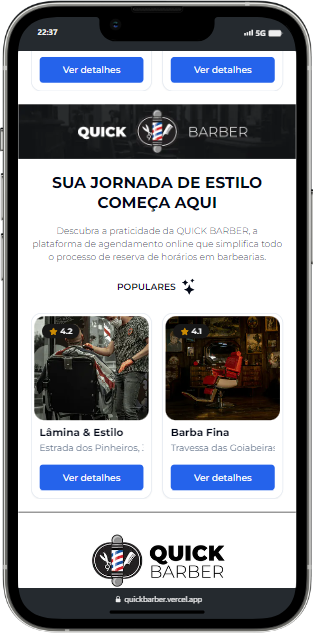 22:37
5G
Ver detalhes
Ver detalhes
QUICK BARBER
SUA JORNADA DE ESTILO
COMEÇA AQUI
Descubra a praticidade da QUICK BARBER, a
plataforma de agendamento online que simplifica todo
o processo de reserva de horários em barbearias.
POPULARES
4.2
4.1
Lâmina & Estilo
Barba Fina
Estrada dos Pinheiros,
Travessa das Goiabeiras
Ver detalhes
Ver detalhes
QUICK
BARBER
quickbarber.vercel.app